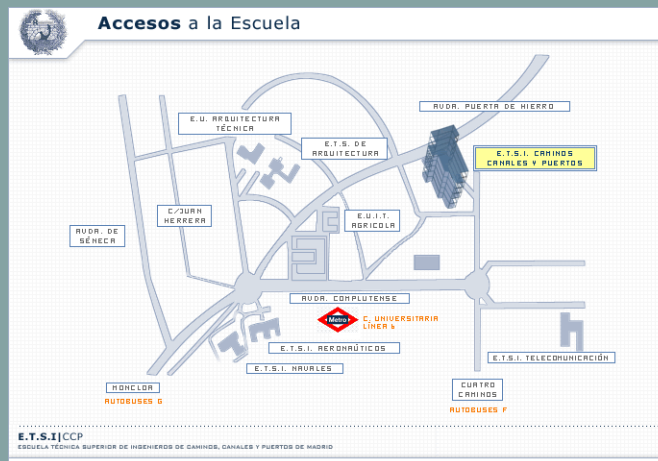 Accesos a la Escuela
AVDA. PUERTA DE HIERRO
E.U. ARQUITECTURA
TÉCNICA
E.T.S. DE
ARQUITECTURA
E.T.S.I. CAMINOS
CANALES Y PUERTOS
C/JUAN
HERRERA
E.U.I.T.
AGRICOLA
AVDA. DE
SÉNECA
AVDA. COMPLUTENSE
Metro
C. UNIVERSITARIA
LÍNEA 6
E.T.S.I. AERONAÚTICOS
E.T.S.I. TELECOMUNICACIÓN
E.T.S.I. NAVALES
MONCLOA
AUTOBUSES G
CUATRO
CAMINOS
AUTOBUSES F
E.T.S.I|CCP
ESCUELA TÉCNICA SUPERIOR DE INGENIEROS DE CAMINOS, CANALES Y PUERTOS DE MADRID